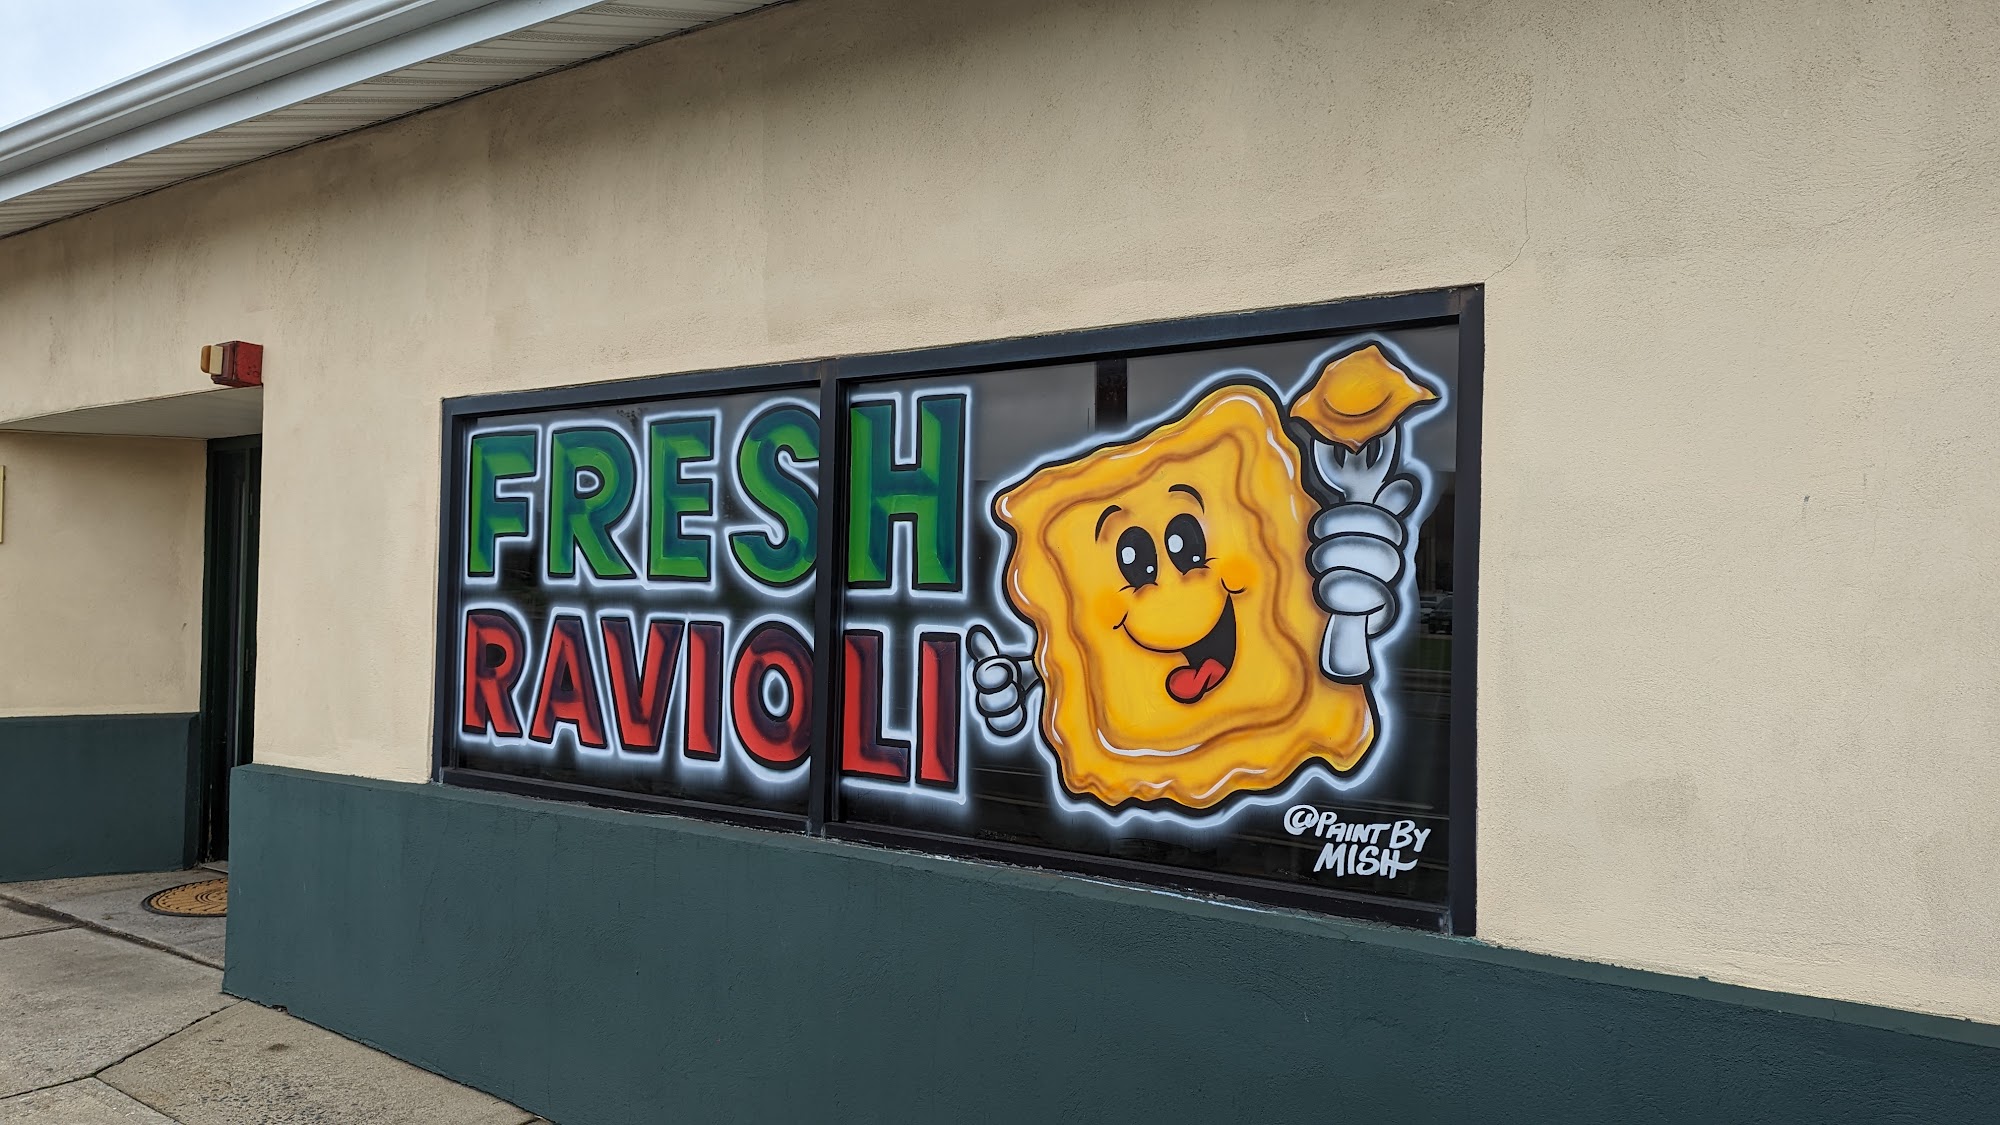 FRESH
RAVIOLI
@PAINT BY
MISH